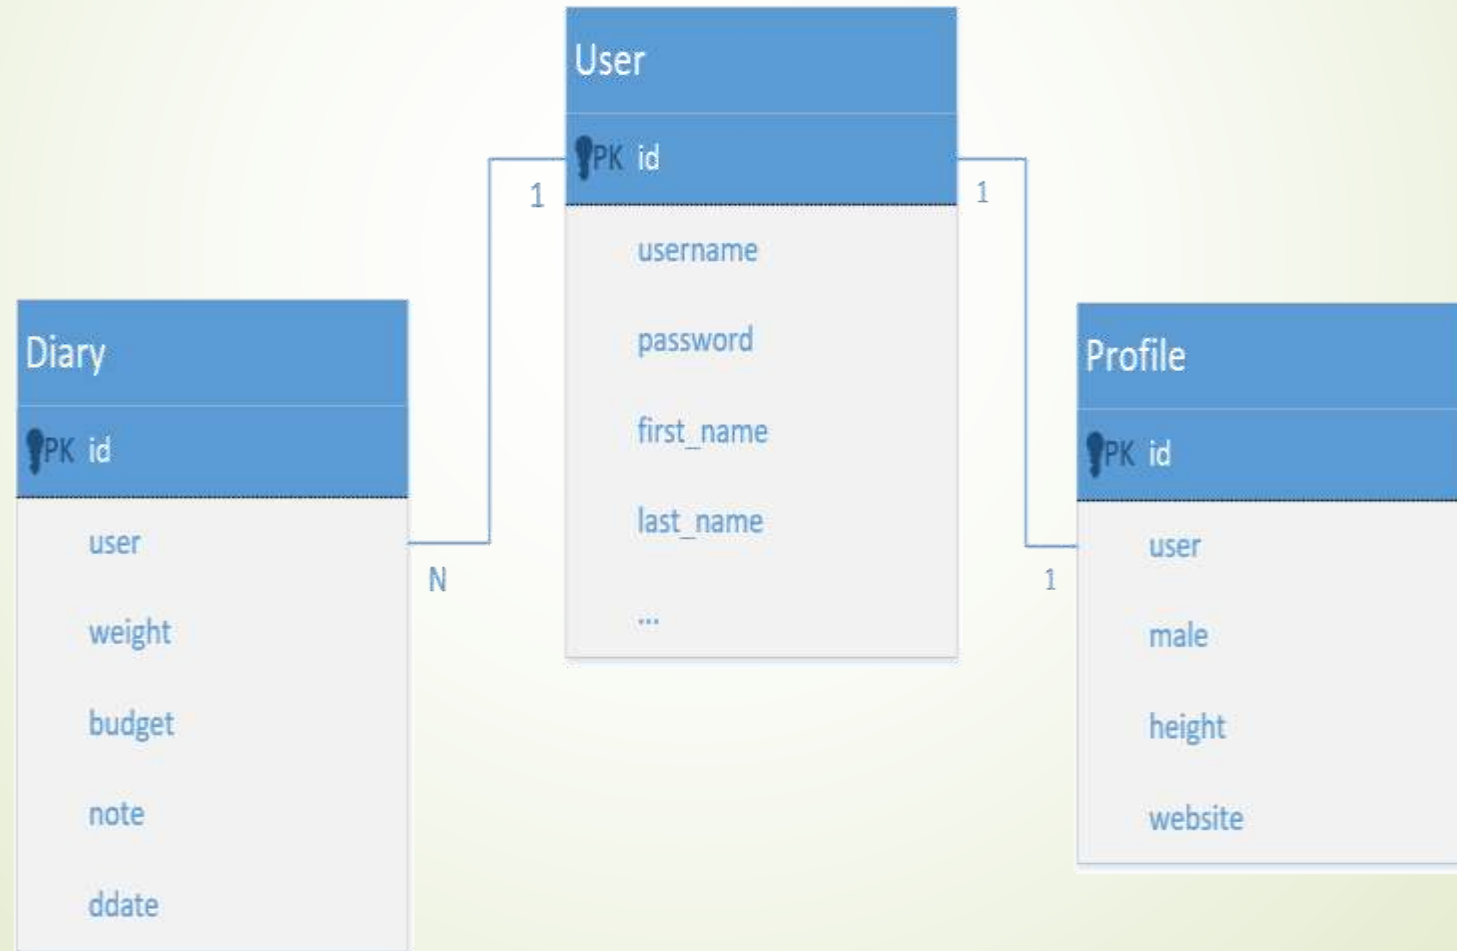 User
PK id
username
password
first_name
last_name
...
1
1
Diary
PK id
user
weight
budget
note
ddate
N
Profile
PK id
user
male
height
website
1